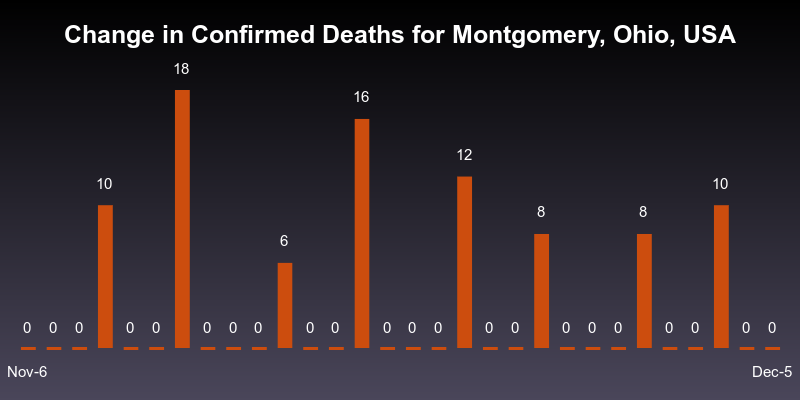 Change in Confirmed Deaths for Montgomery, Ohio, USA
0 0 0 10 0 0 18 0 0 0 6 0 0 16 0 0 0 12 0 0 8 0 0 0 8 0 0 10 0 0
Nov-6 Dec-5